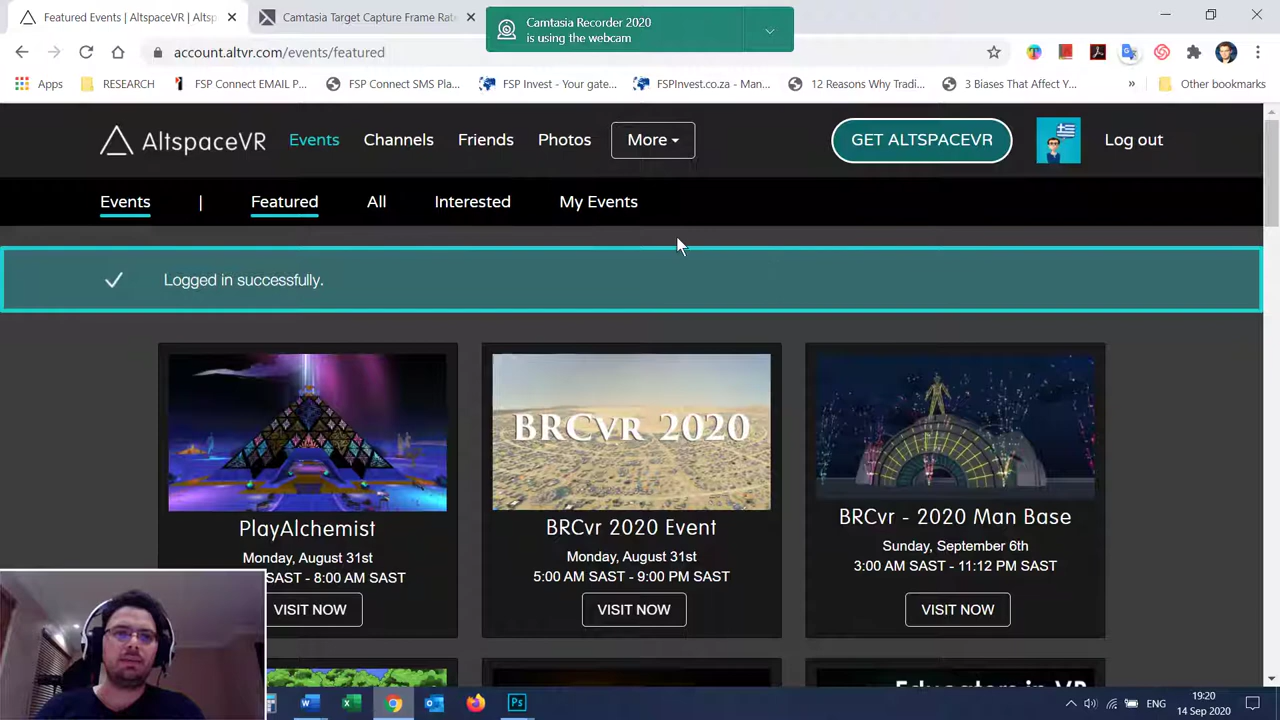 Featured Events | AltspaceVR | Altsp
Camtasia Target Capture Frame Rat
Camtasia Recorder 2020
is using the webcam
account.altvr.com/events/featured
Apps
RESEARCH
FSP Connect EMAIL P...
FSP Connect SMS Pla...
FSP Invest - Your gate...
FSPInvest.co.za - Man...
12 Reasons Why Tradi...
3 Biases That Affect Y...
»
Other bookmarks
AltspaceVR
Events
Channels
Friends
Photos
More
GET ALTSPACEVR
Log out
Events
|
Featured
All
Interested
My Events
Logged in successfully.
BRCvr 2020
PlayAlchemist
Monday, August 31st
SAST - 8:00 AM SAST
VISIT NOW
BRCvr 2020 Event
Monday, August 31st
5:00 AM SAST - 9:00 PM SAST
VISIT NOW
BRCvr - 2020 Man Base
Sunday, September 6th
3:00 AM SAST - 11:12 PM SAST
VISIT NOW
Educators in VR
Ps
ENG
19:20
14 Sep 2020